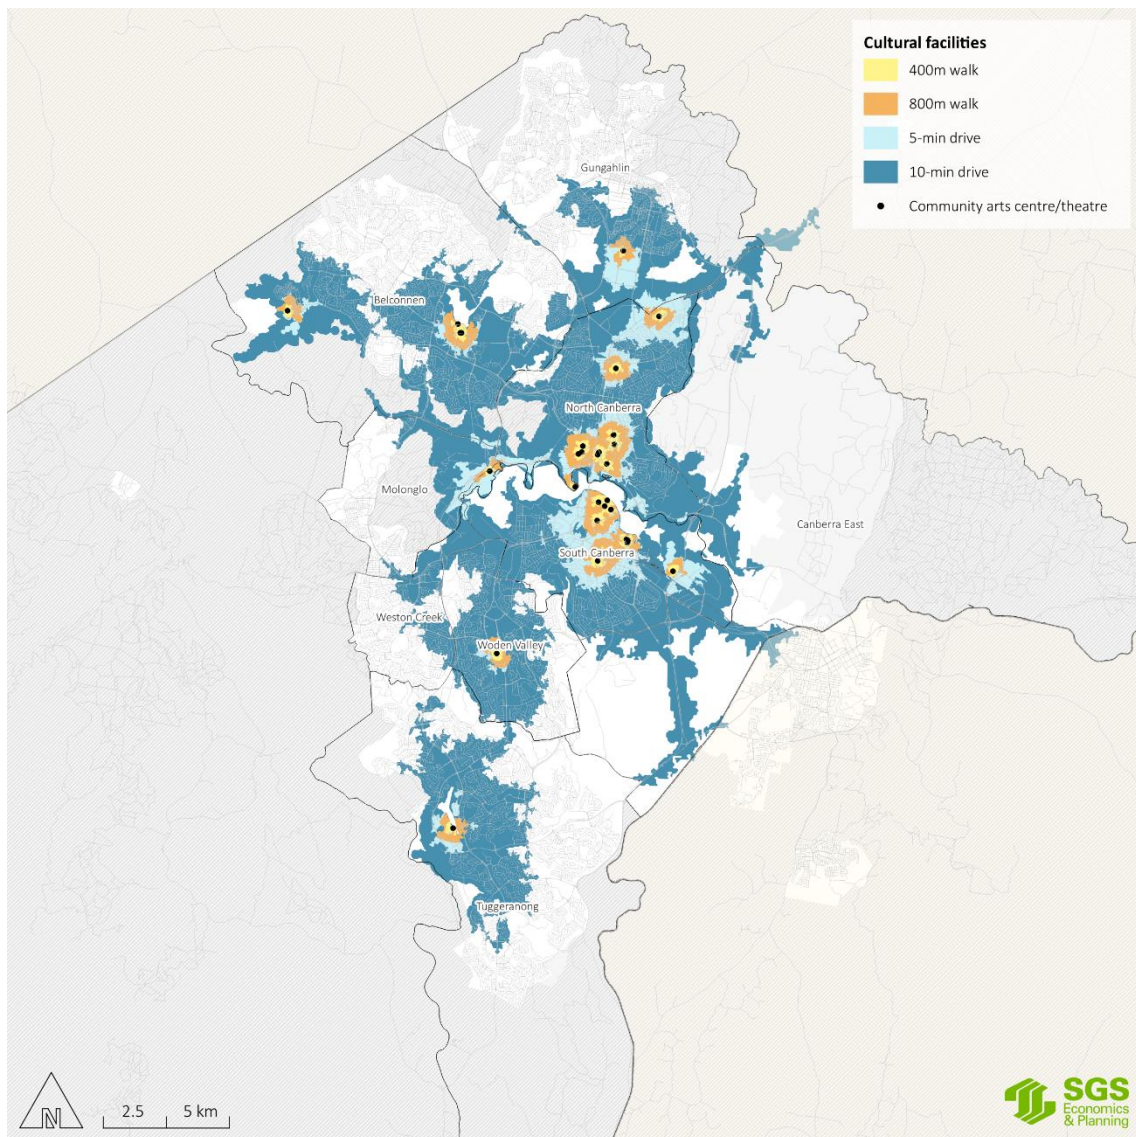 Cultural facilities
400m walk
800m walk
5-min drive
10-min drive
Community arts centre/theatre
Gungahlin
Belconnen
North Canberra
Molonglo
Canberra East
South Canberra
Weston Creek
Woden Valley
Tuggeranong
N
2.5 5 km
SGS
Economics
& Planning